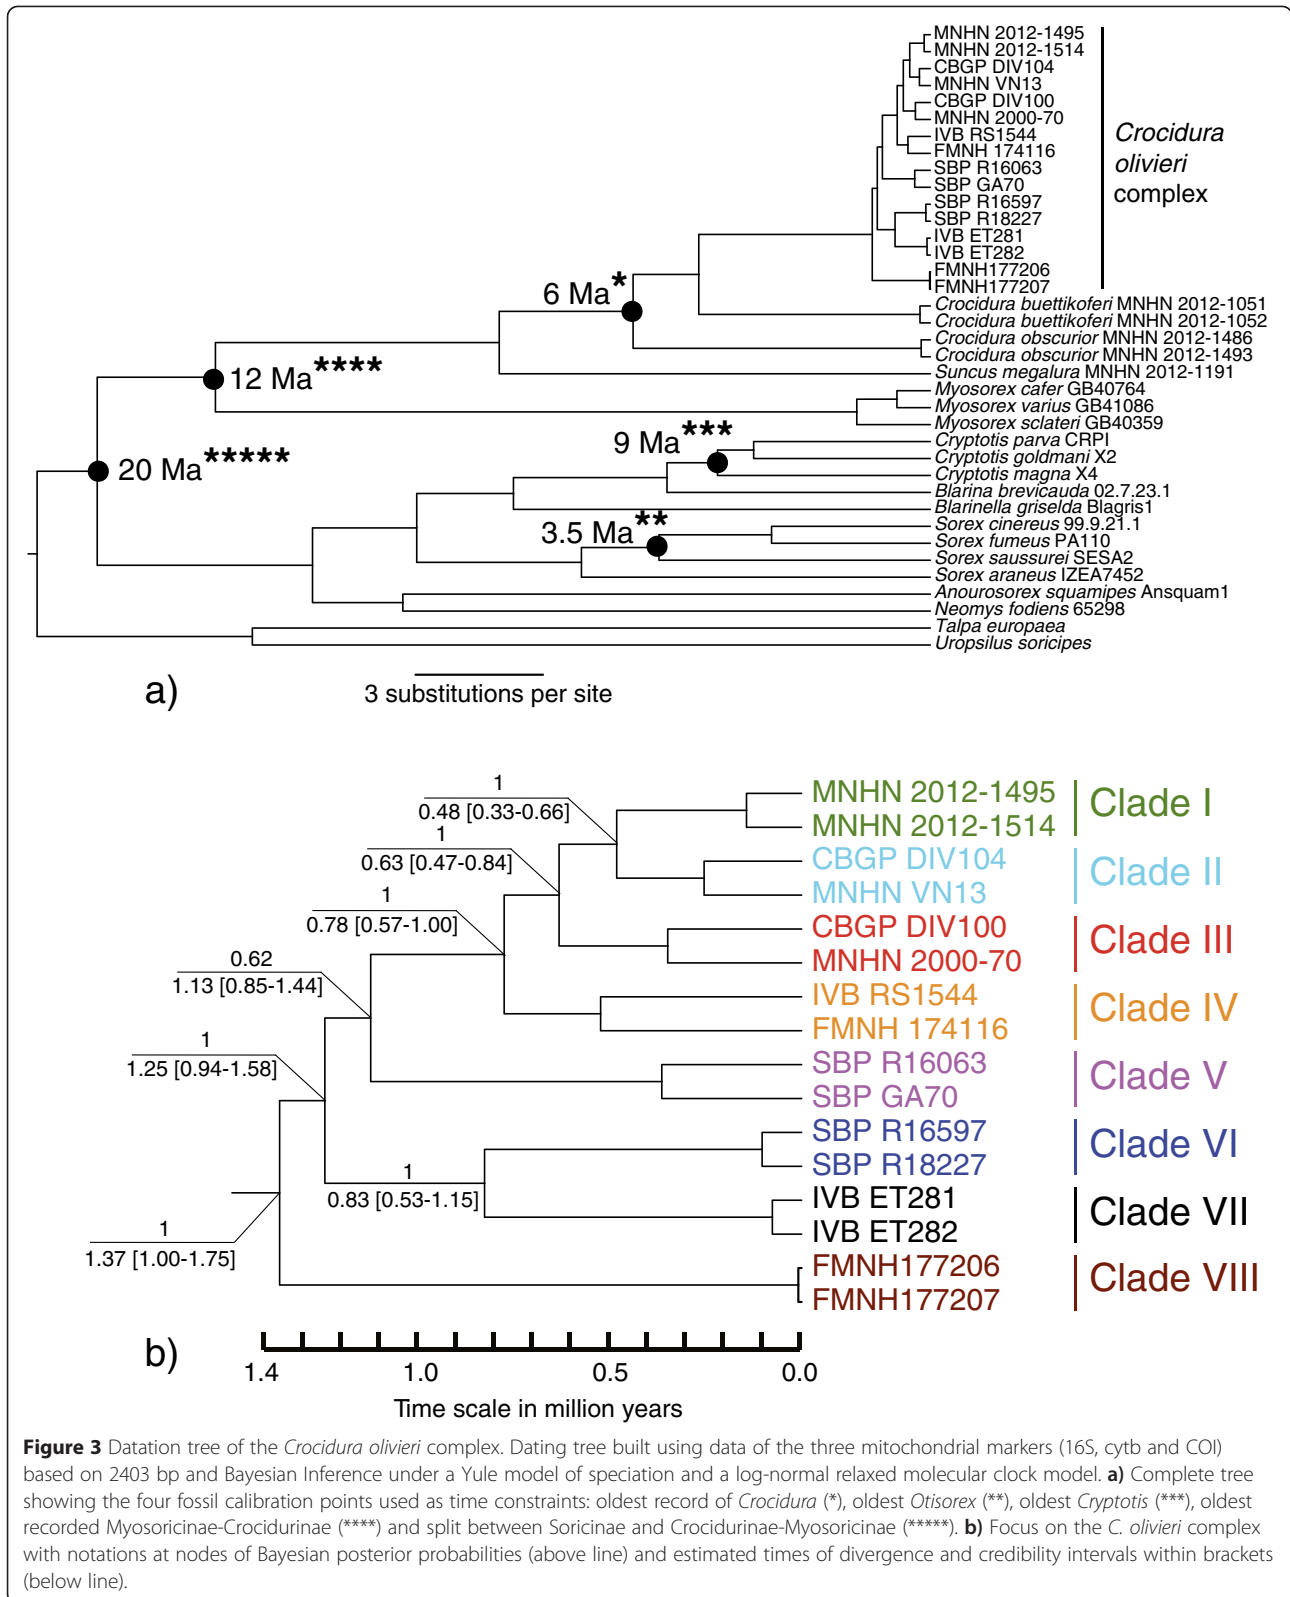 MNHN 2012-1495
MNHN 2012-1514
CBGP DIV104
MNHN VN13
CBGP DIV100
MNHN 2000-70
IVB RS1544
FMNH 174116
SBP R16063
SBP GA70
SBP R16597
SBP R18227
IVB ET281
IVB ET282
FMNH177206
FMNH177207
Crocidura
olivieri
complex
Crocidura buettikoferi MNHN 2012-1051
Crocidura buettikoferi MNHN 2012-1052
Crocidura obscurior MNHN 2012-1486
Crocidura obscurior MNHN 2012-1493
Suncus megalura MNHN 2012-1191
Myosorex cafer GB40764
Myosorex varius GB41086
Myosorex sclateri GB40359
Cryptotis parva CRPI
Cryptotis goldmani X2
Cryptotis magna X4
Blarina brevicauda 02.7.23.1
Blarinella griselda Blagris1
Sorex cinereus 99.9.21.1
Sorex fumeus PA110
Sorex saussurei SESA2
Sorex araneus IZEA7452
Anourosorex squamipes Ansquam1
Neomys fodiens 65298
Talpa europaea
Uropsilus soricipes
6 Ma*
12 Ma****
20 Ma*****
9 Ma***
3.5 Ma**
a)
3 substitutions per site
1
0.48 [0.33-0.66]
1
0.63 [0.47-0.84]
1
0.78 [0.57-1.00]
0.62
1.13 [0.85-1.44]
1
1.25 [0.94-1.58]
1
0.83 [0.53-1.15]
1
1.37 [1.00-1.75]
MNHN 2012-1495
MNHN 2012-1514
Clade I
CBGP DIV104
MNHN VN13
Clade II
CBGP DIV100
MNHN 2000-70
Clade III
IVB RS1544
FMNH 174116
Clade IV
SBP R16063
SBP GA70
Clade V
SBP R16597
SBP R18227
Clade VI
IVB ET281
IVB ET282
Clade VII
FMNH177206
FMNH177207
Clade VIII
b)
1.4 1.0 0.5 0.0
Time scale in million years
Figure 3 Datation tree of the Crocidura olivieri complex. Dating tree built using data of the three mitochondrial markers (16S, cytb and COI)
based on 2403 bp and Bayesian Inference under a Yule model of speciation and a log-normal relaxed molecular clock model. a) Complete tree
showing the four fossil calibration points used as time constraints: oldest record of Crocidura (*), oldest Otisorex (**), oldest Cryptotis (***), oldest
recorded Myosoricinae-Crocidurinae (****) and split between Soricinae and Crocidurinae-Myosoricinae (*****). b) Focus on the C. olivieri complex
with notations at nodes of Bayesian posterior probabilities (above line) and estimated times of divergence and credibility intervals within brackets
(below line).